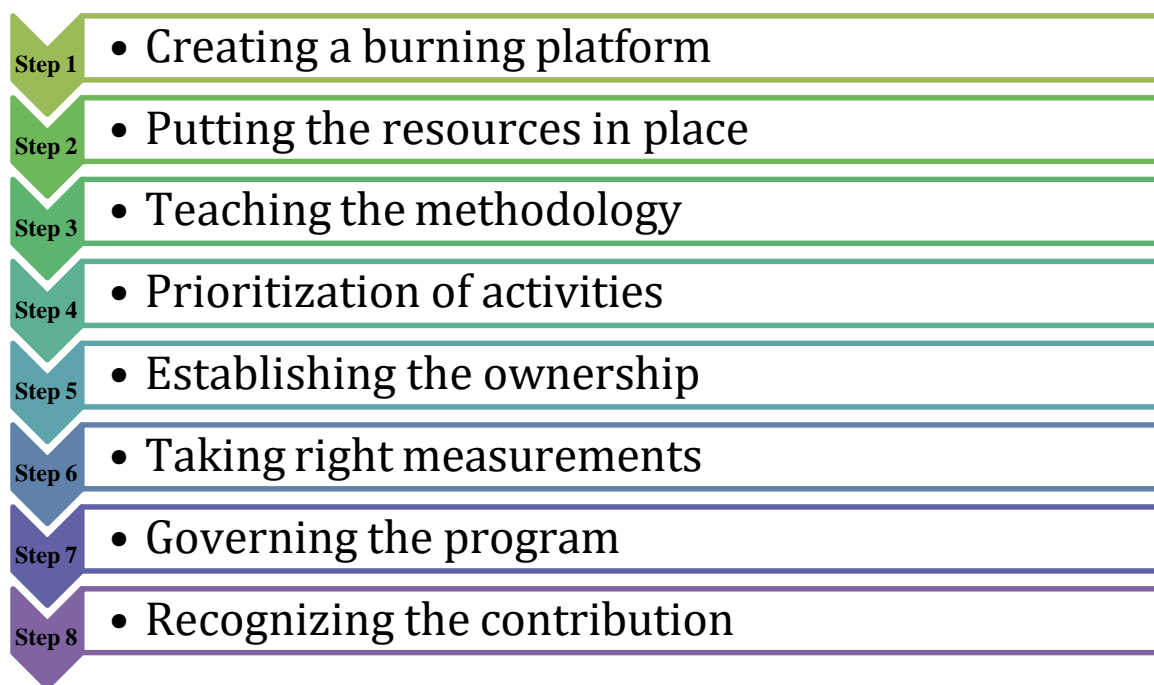 Step 1 • Creating a burning platform
Step 2 • Putting the resources in place
Step 3 • Teaching the methodology
Step 4 • Prioritization of activities
Step 5 • Establishing the ownership
Step 6 • Taking right measurements
Step 7 • Governing the program
Step 8 • Recognizing the contribution